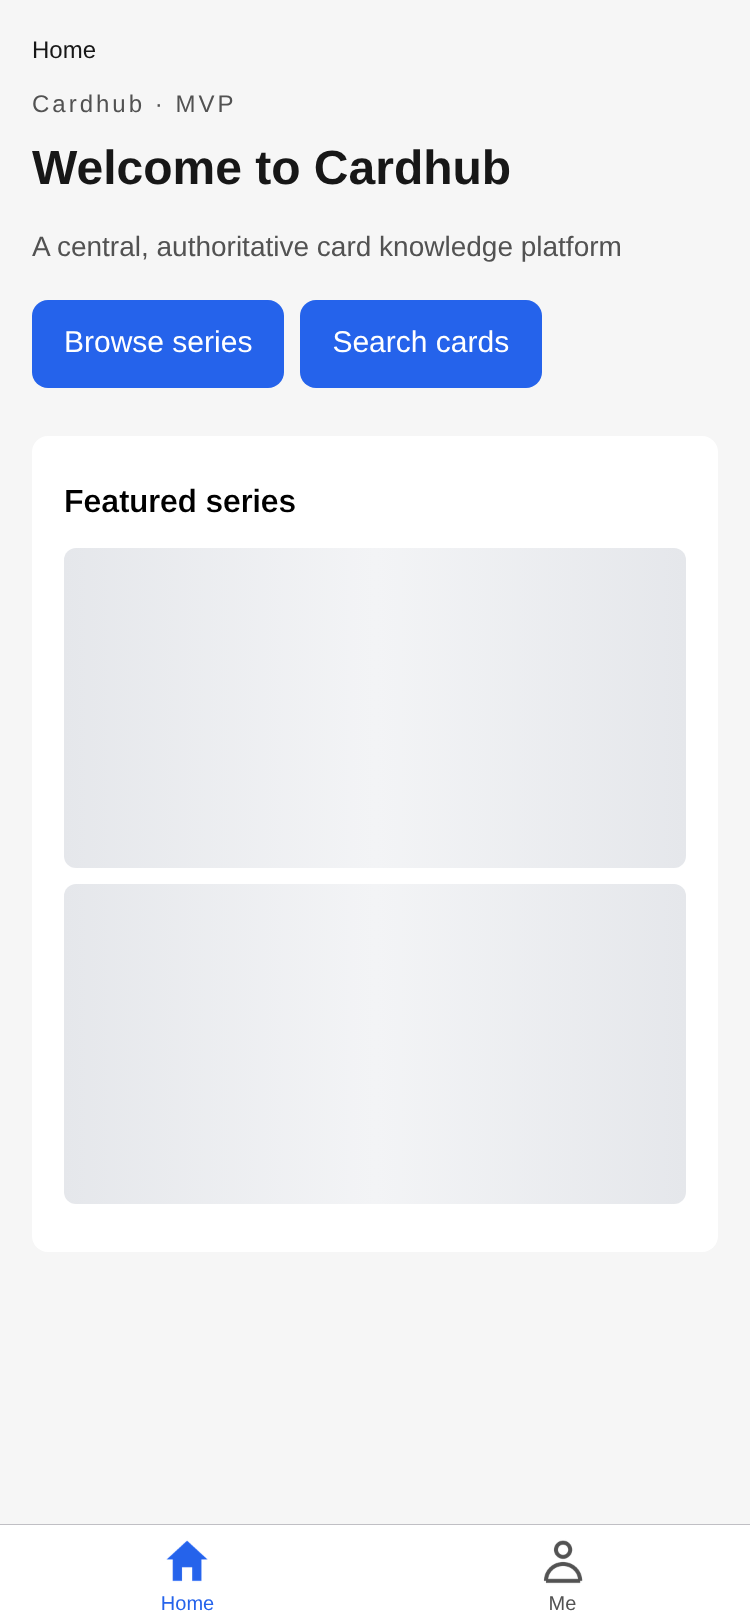 Home
Cardhub · MVP
Welcome to Cardhub
A central, authoritative card knowledge platform
Browse series
Search cards
Featured series
Home
Me